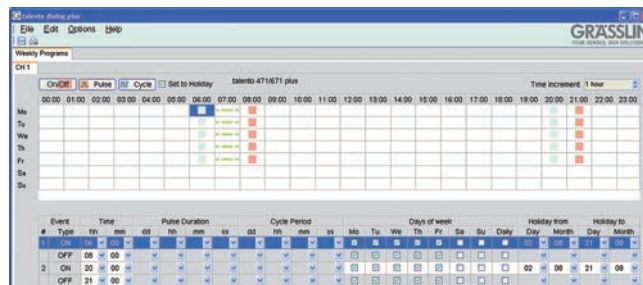 talento dialog plus
File Edit Options Help
GRÄSSLIN
Weekly Programs
CH 1
On/Off Pulse Cycle Set to Holiday talento 471/671 plus Time increment 1 hour
00:00 01:00 02:00 03:00 04:00 05:00 06:00 07:00 08:00 09:00 10:00 11:00 12:00 13:00 14:00 15:00 16:00 17:00 18:00 19:00 20:00 21:00 22:00 23:00
Mo
Tu
We
Th
Fr
Sa
Su
Event Time Pulse Duration Cycle Period Days of week Holiday from Holiday to
# Type hh mm dd hh mm ss dd hh mm ss Mo Tu We Th Fr Sa Su Daily Day Month Day Month
1 ON 06 00 02 08 21 08
OFF 08 00
2 ON 20 00 02 08 21 08
OFF 21 00